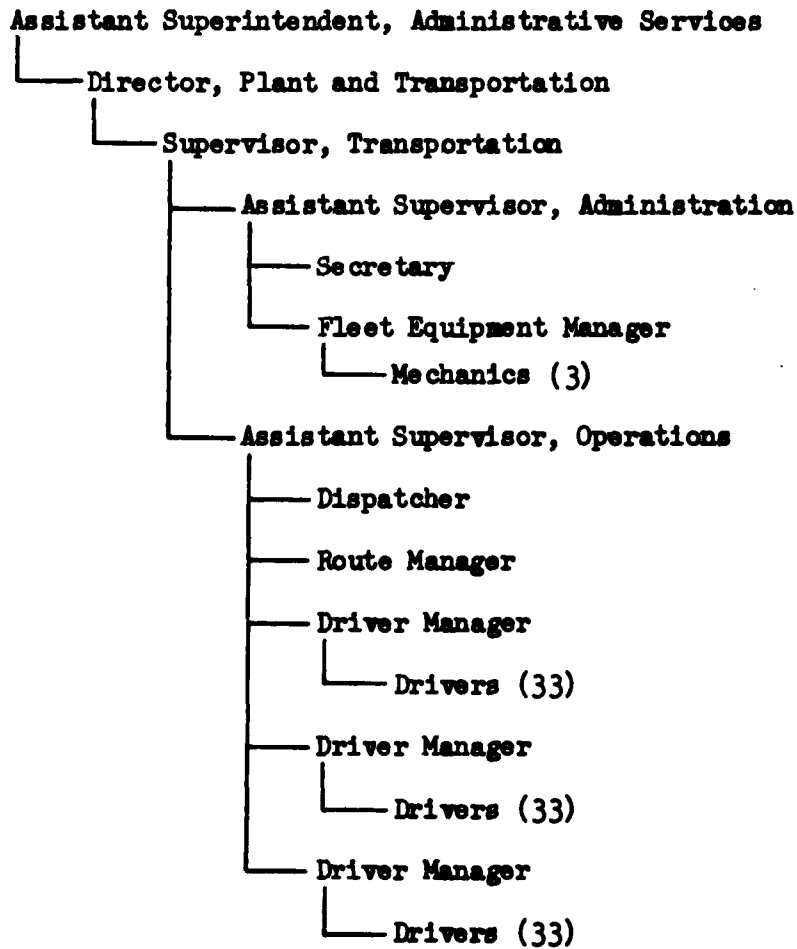 Assistant Superintendent, Administrative Services
Director, Plant and Transportation
Supervisor, Transportation
Assistant Supervisor, Administration
Secretary
Fleet Equipment Manager
Mechanics (3)
Assistant Supervisor, Operations
Dispatcher
Route Manager
Driver Manager
Drivers (33)
Driver Manager
Drivers (33)
Driver Manager
Drivers (33)